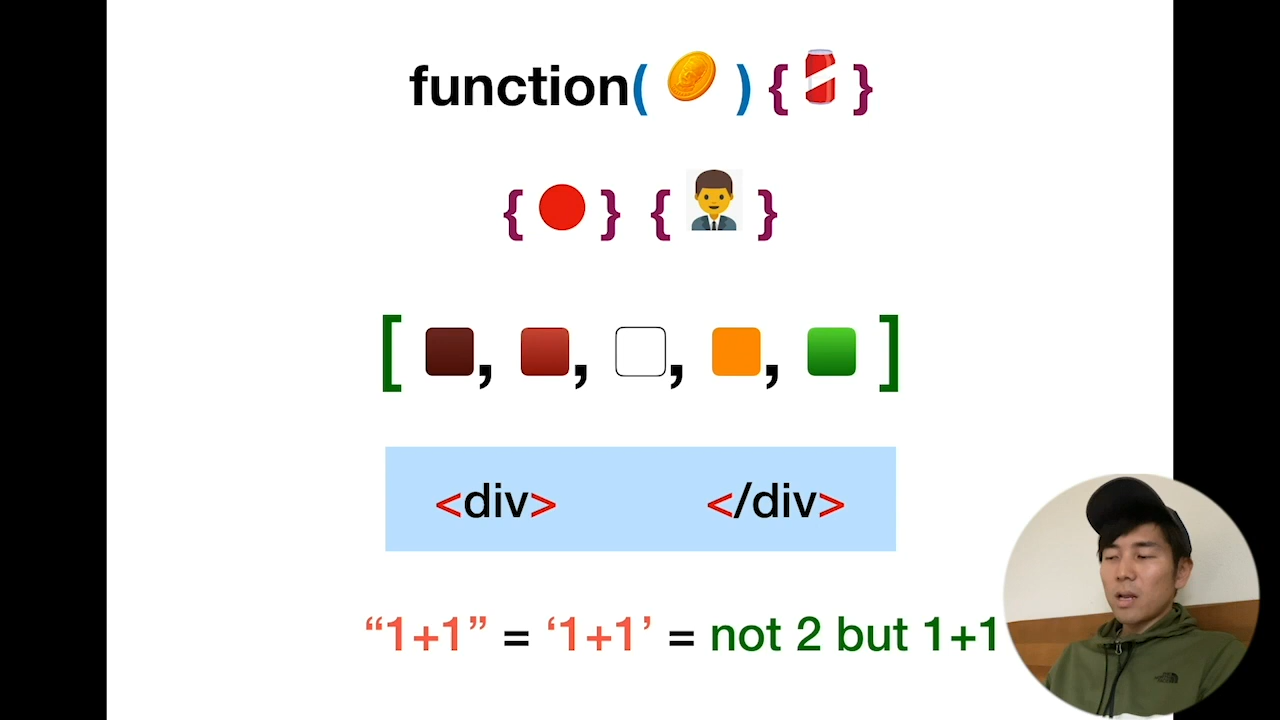 function( ) { }
{ } { }
[ , , , , ]
<div> </div>
“1+1” = ‘1+1’ = not 2 but 1+1